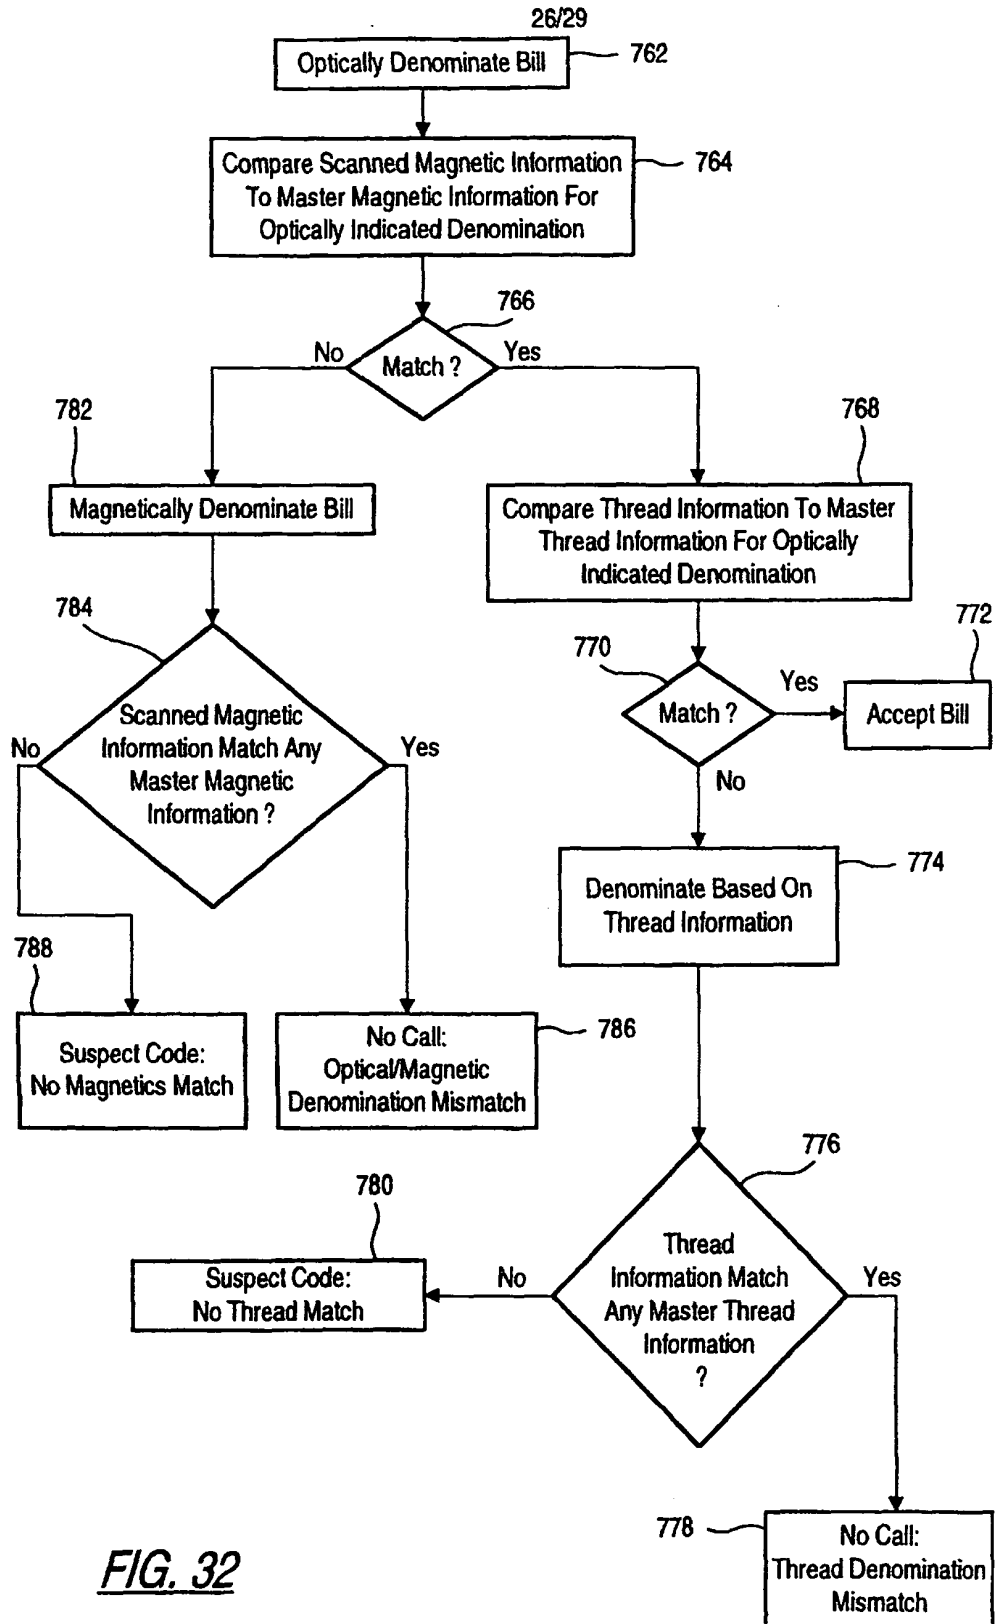 26/29
Optically Denominate Bill
762
Compare Scanned Magnetic Information
To Master Magnetic Information For
Optically Indicated Denomination
764
766
Match ?
No
Yes
782
Magnetically Denominate Bill
768
Compare Thread Information To Master
Thread Information For Optically
Indicated Denomination
784
Scanned Magnetic
Information Match Any
Master Magnetic
Information ?
No
Yes
770
Match ?
Yes
No
772
Accept Bill
774
Denominate Based On
Thread Information
788
Suspect Code:
No Magnetics Match
786
No Call:
Optical/Magnetic
Denomination Mismatch
776
Thread
Information Match
Any Master Thread
Information
?
No
Yes
780
Suspect Code:
No Thread Match
778
No Call:
Thread Denomination
Mismatch
FIG. 32